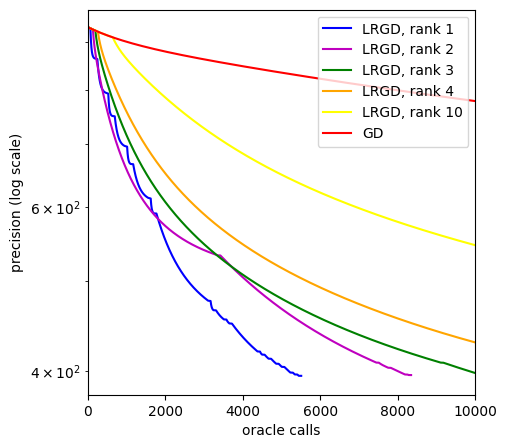 LRGD, rank 1
LRGD, rank 2
LRGD, rank 3
LRGD, rank 4
LRGD, rank 10
GD
precision (log scale)
6 × 10²
4 × 10²
0 2000 4000 6000 8000 10000
oracle calls